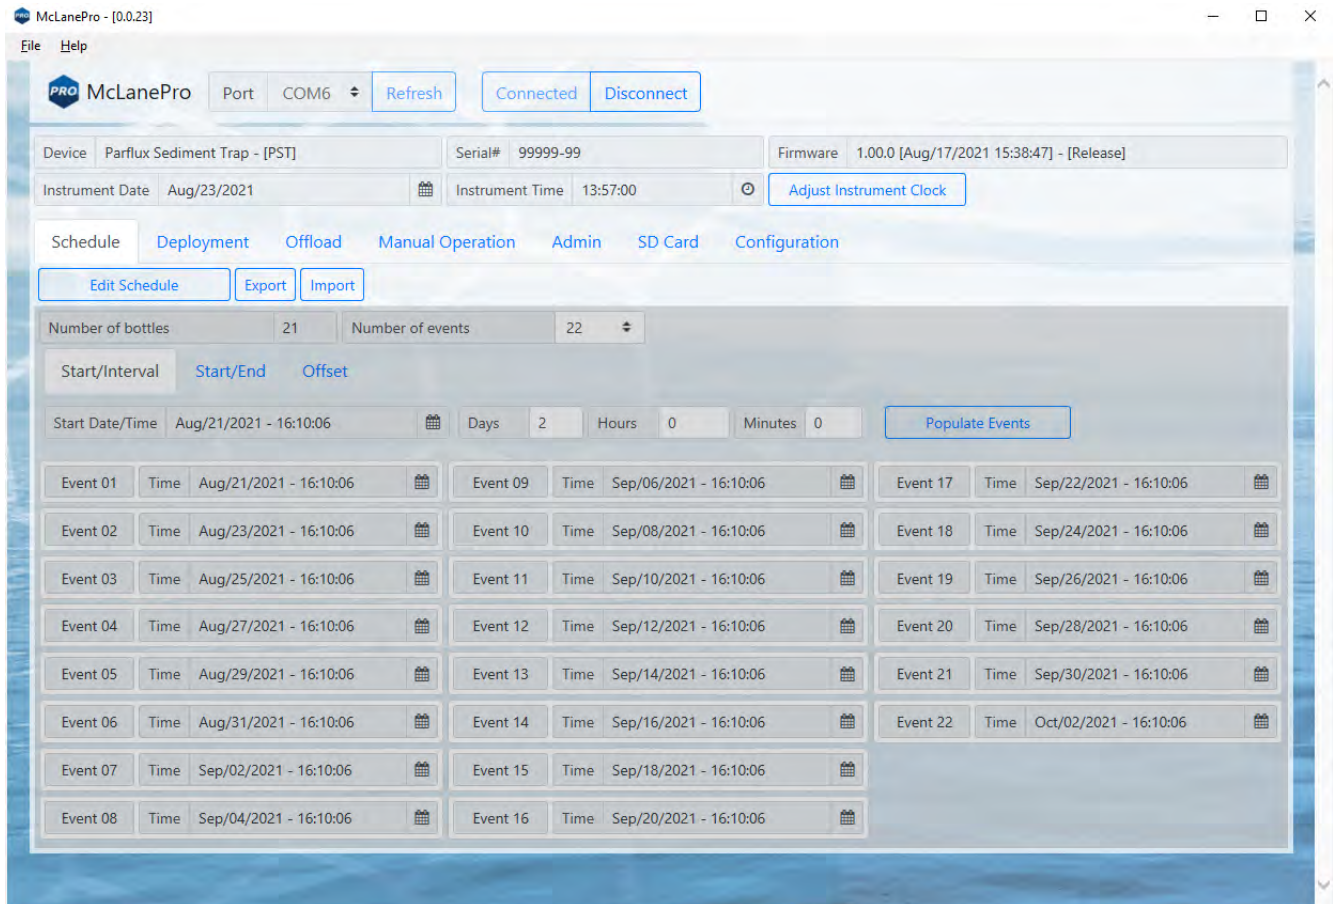 McLanePro - [0.0.23]
File Help
PRO McLanePro Port COM6 Refresh Connected Disconnect
Device Parflux Sediment Trap - [PST] Serial# 99999-99 Firmware 1.00.0 [Aug/17/2021 15:38:47] - [Release]
Instrument Date Aug/23/2021 Instrument Time 13:57:00 Adjust Instrument Clock
Schedule Deployment Offload Manual Operation Admin SD Card Configuration
Edit Schedule Export Import
Number of bottles 21 Number of events 22
Start/Interval Start/End Offset
Start Date/Time Aug/21/2021 - 16:10:06 Days 2 Hours 0 Minutes 0 Populate Events
Event 01 Time Aug/21/2021 - 16:10:06 Event 09 Time Sep/06/2021 - 16:10:06 Event 17 Time Sep/22/2021 - 16:10:06
Event 02 Time Aug/23/2021 - 16:10:06 Event 10 Time Sep/08/2021 - 16:10:06 Event 18 Time Sep/24/2021 - 16:10:06
Event 03 Time Aug/25/2021 - 16:10:06 Event 11 Time Sep/10/2021 - 16:10:06 Event 19 Time Sep/26/2021 - 16:10:06
Event 04 Time Aug/27/2021 - 16:10:06 Event 12 Time Sep/12/2021 - 16:10:06 Event 20 Time Sep/28/2021 - 16:10:06
Event 05 Time Aug/29/2021 - 16:10:06 Event 13 Time Sep/14/2021 - 16:10:06 Event 21 Time Sep/30/2021 - 16:10:06
Event 06 Time Aug/31/2021 - 16:10:06 Event 14 Time Sep/16/2021 - 16:10:06 Event 22 Time Oct/02/2021 - 16:10:06
Event 07 Time Sep/02/2021 - 16:10:06 Event 15 Time Sep/18/2021 - 16:10:06
Event 08 Time Sep/04/2021 - 16:10:06 Event 16 Time Sep/20/2021 - 16:10:06